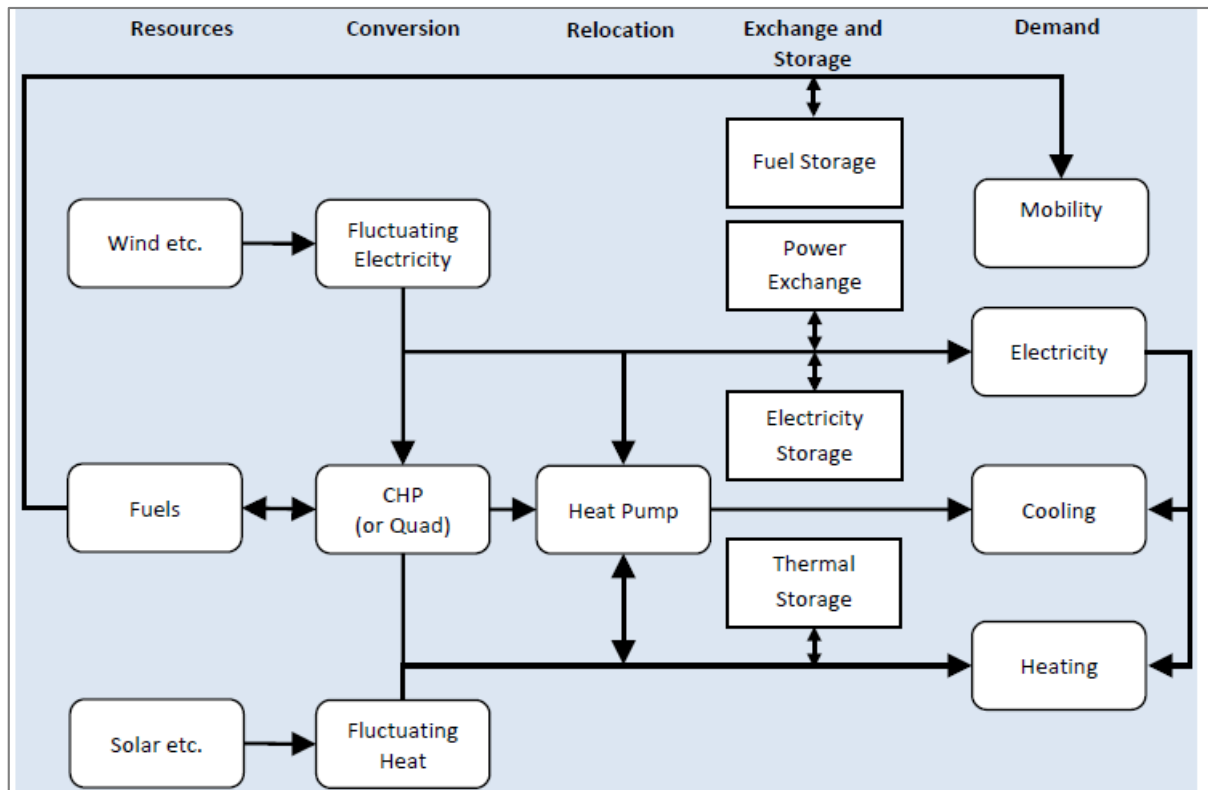 Resources
Conversion
Relocation
Exchange and
Storage
Demand
Fuel Storage
Mobility
Wind etc.
Fluctuating
Electricity
Power
Exchange
Electricity
Electricity
Storage
Fuels
CHP
(or Quad)
Heat Pump
Cooling
Thermal
Storage
Heating
Solar etc.
Fluctuating
Heat